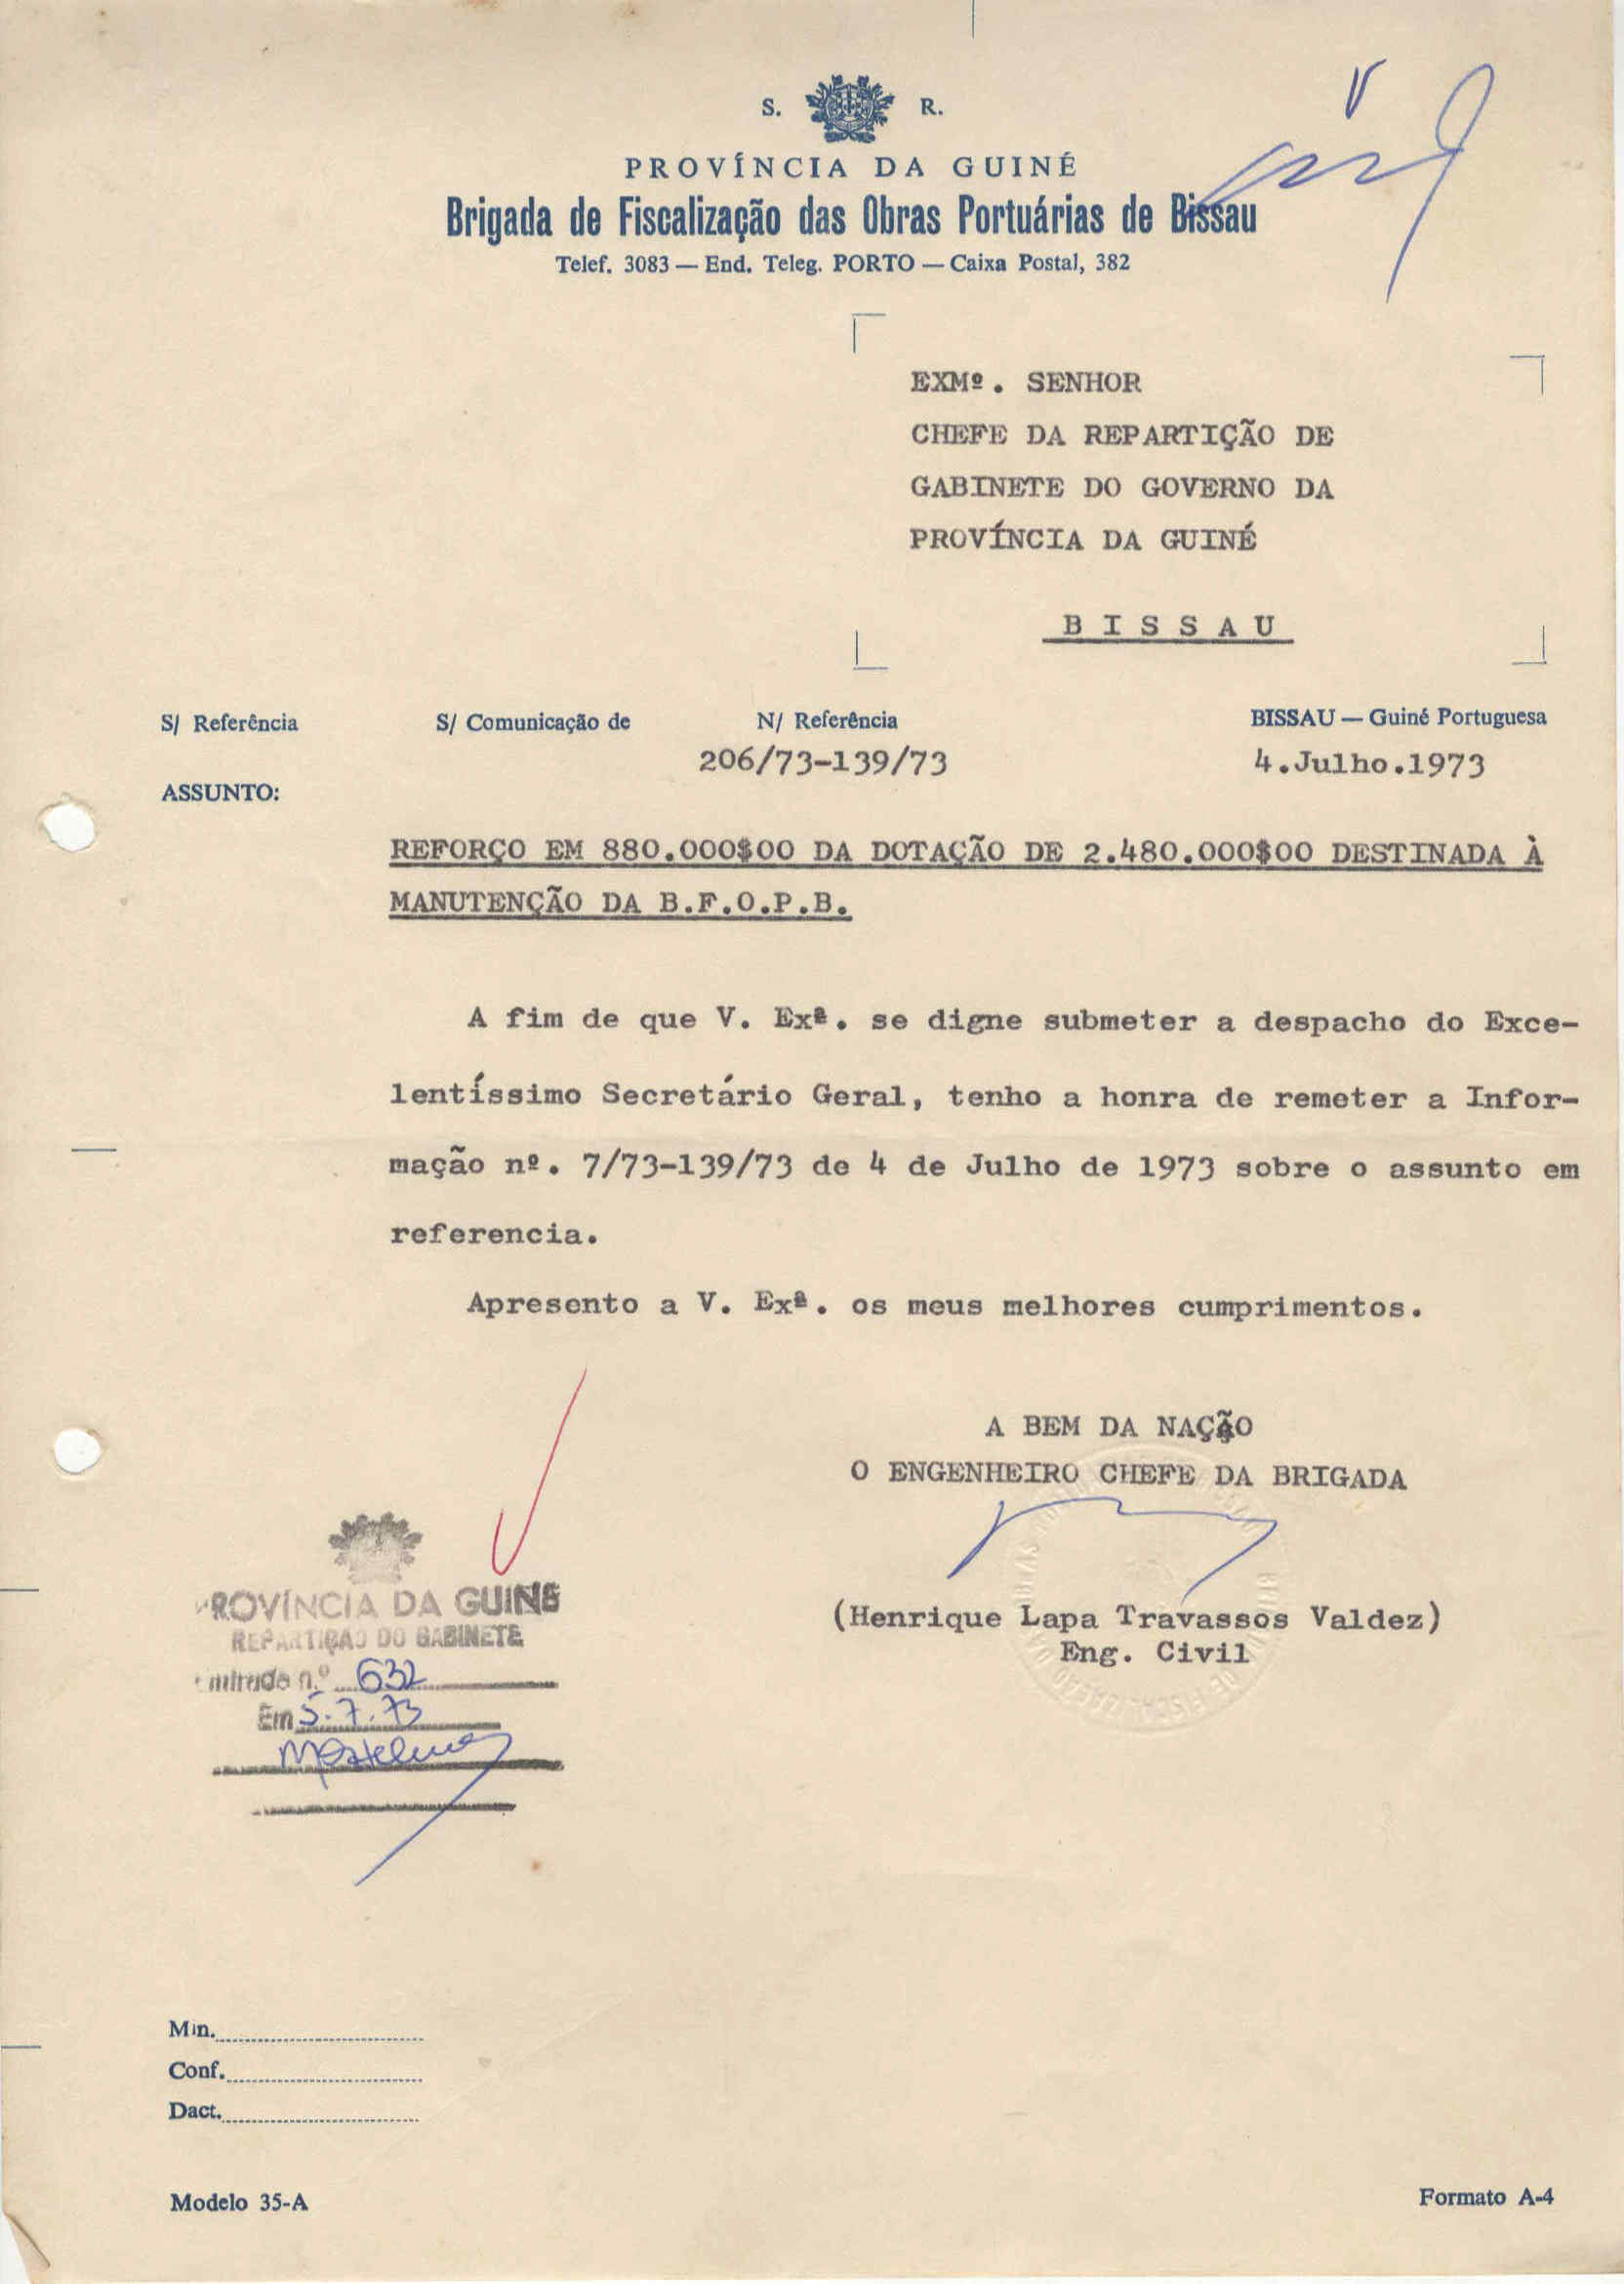 S. R.
PROVÍNCIA DA GUINÉ
Brigada de Fiscalização das Obras Portuárias de Bissau
Telef. 3083 — End. Teleg. PORTO — Caixa Postal, 382
EXMº. SENHOR
CHEFE DA REPARTIÇÃO DE
GABINETE DO GOVERNO DA
PROVÍNCIA DA GUINÉ
B I S S A U
S/ Referência S/ Comunicação de N/ Referência BISSAU — Guiné Portuguesa
206/73-139/73 4.Julho.1973
ASSUNTO:
REFORÇO EM 880.000$00 DA DOTAÇÃO DE 2.480.000$00 DESTINADA À
MANUTENÇÃO DA B.F.O.P.B.
A fim de que V. Exª. se digne submeter a despacho do Exce-
lentíssimo Secretário Geral, tenho a honra de remeter a Infor-
mação nº. 7/73-139/73 de 4 de Julho de 1973 sobre o assunto em
referencia.
Apresento a V. Exª. os meus melhores cumprimentos.
A BEM DA NAÇÃO
O ENGENHEIRO CHEFE DA BRIGADA
(Henrique Lapa Travassos Valdez)
Eng. Civil
PROVÍNCIA DA GUINÉ
REPARTIÇÃO DO GABINETE
Entrada n.º 632
Em 5.7.73
Min.
Conf.
Dact.
Modelo 35-A Formato A-4